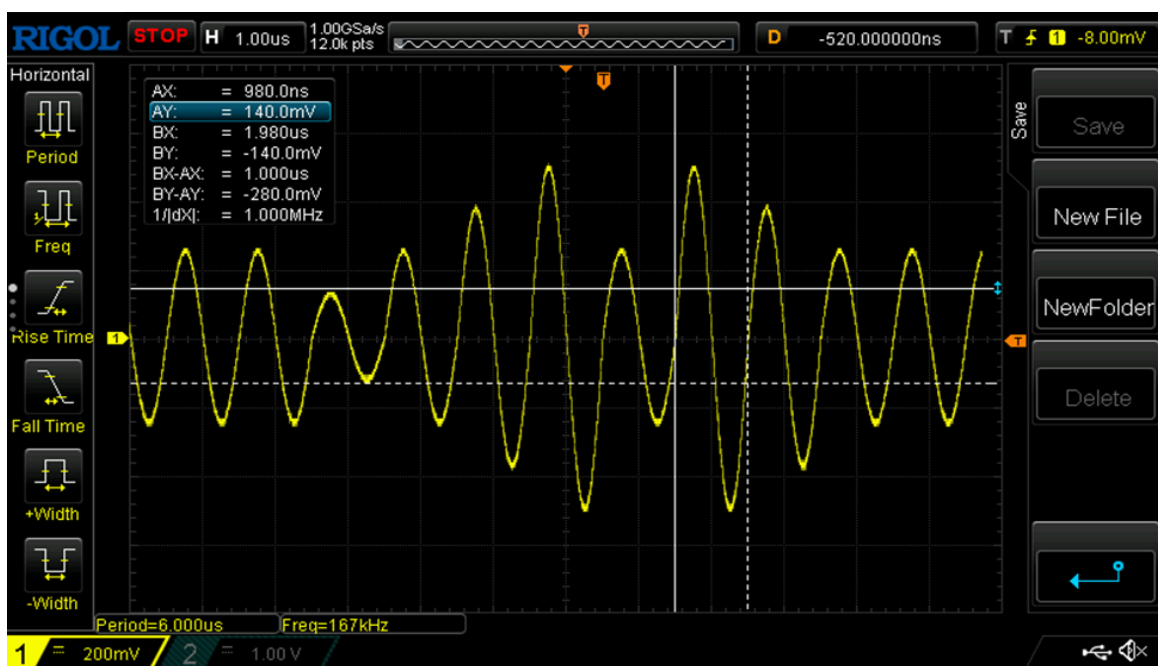 RIGOL STOP H 1.00us 1.00GSa/s 12.0k pts T D -520.000000ns T 1 -8.00mV
Horizontal
Period
Freq
Rise Time
Fall Time
+Width
-Width
AX: = 980.0ns
AY: = 140.0mV
BX: = 1.980us
BY: = -140.0mV
BX-AX: = 1.000us
BY-AY: = -280.0mV
1/|dX|: = 1.000MHz
T
1
T
Save
Save
New File
NewFolder
Delete
Period=6.000us Freq=167kHz
1 = 200mV 2 = 1.00 V